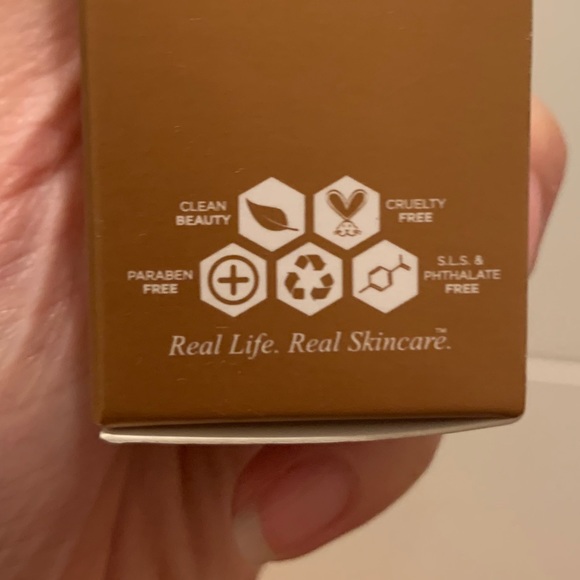 CLEAN
BEAUTY
CRUELTY
FREE
PARABEN
FREE
S.L.S. &
PHTHALATE
FREE
Real Life. Real Skincare.™